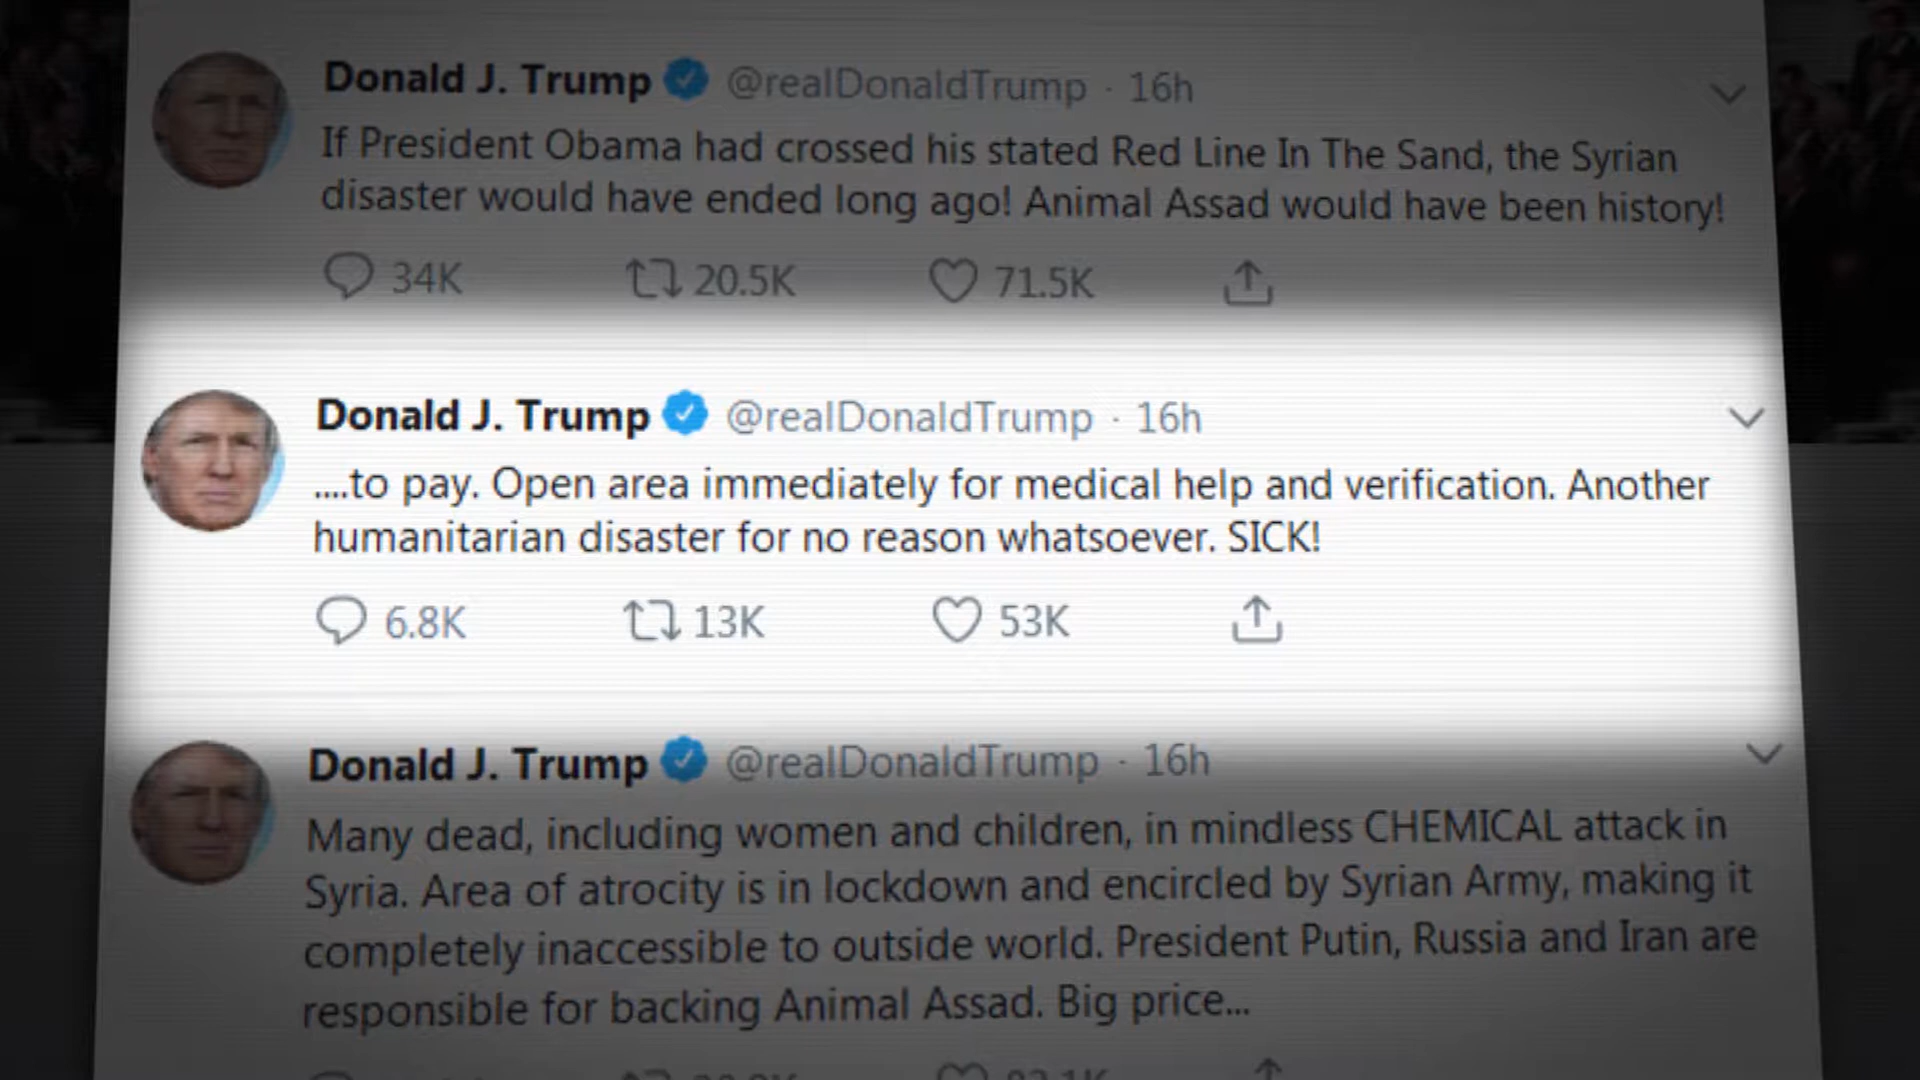 Donald J. Trump @realDonaldTrump · 16h
If President Obama had crossed his stated Red Line In The Sand, the Syrian
disaster would have ended long ago! Animal Assad would have been history!
34K 20.5K 71.5K
Donald J. Trump @realDonaldTrump · 16h
....to pay. Open area immediately for medical help and verification. Another
humanitarian disaster for no reason whatsoever. SICK!
6.8K 13K 53K
Donald J. Trump @realDonaldTrump · 16h
Many dead, including women and children, in mindless CHEMICAL attack in
Syria. Area of atrocity is in lockdown and encircled by Syrian Army, making it
completely inaccessible to outside world. President Putin, Russia and Iran are
responsible for backing Animal Assad. Big price...